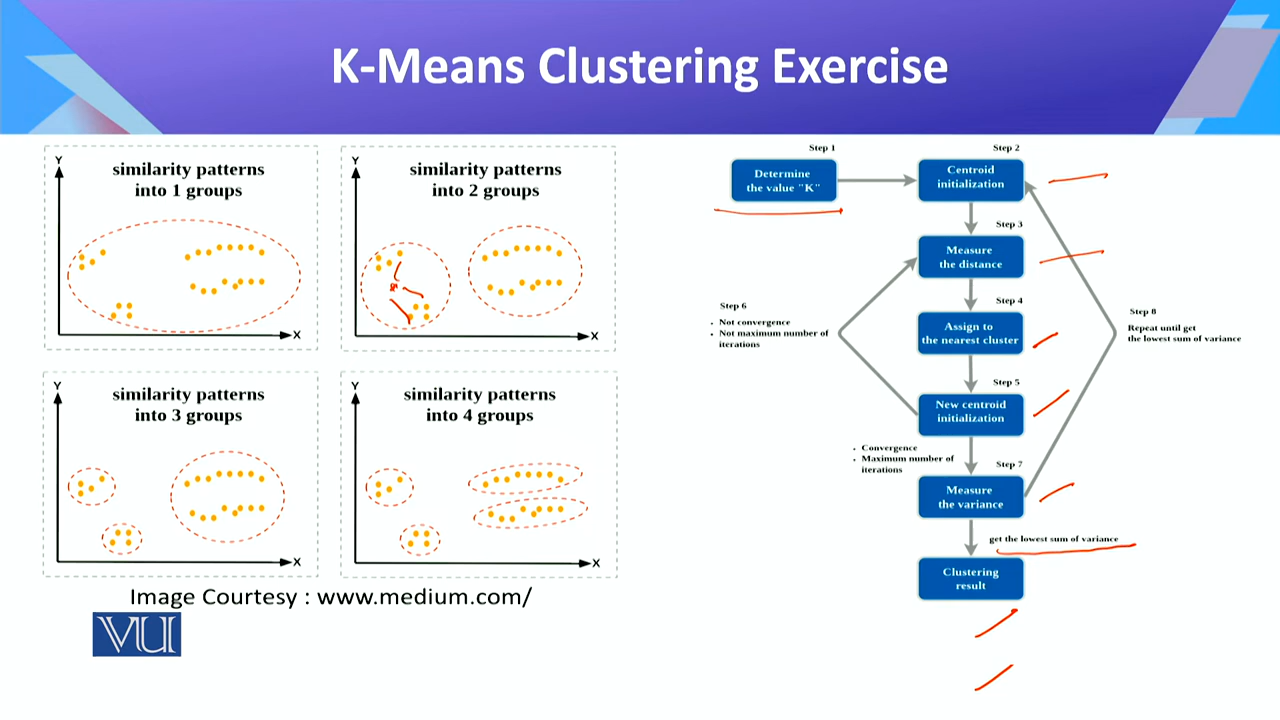 K-Means Clustering Exercise
Y
similarity patterns
into 1 groups
X
Y
similarity patterns
into 2 groups
X
Y
similarity patterns
into 3 groups
X
Y
similarity patterns
into 4 groups
X
Image Courtesy : www.medium.com/
VU
Step 1
Determine
the value "K"
Step 2
Centroid
initialization
Step 3
Measure
the distance
Step 4
Assign to
the nearest cluster
Step 5
New centroid
initialization
Step 6
• Not convergence
• Not maximum number of
iterations
• Convergence
• Maximum number of
iterations
Step 7
Measure
the variance
Step 8
Repeat until get
the lowest sum of variance
get the lowest sum of variance
Clustering
result